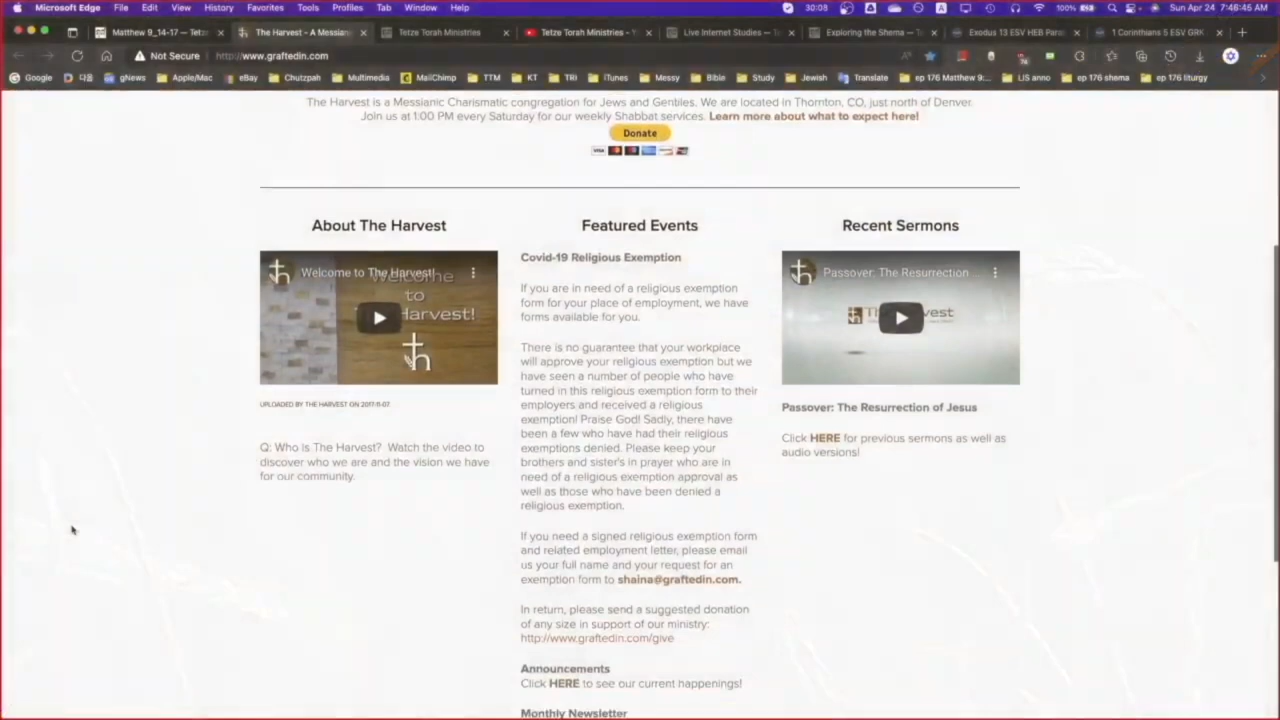 Microsoft Edge File Edit View History Favorites Tools Profiles Tab Window Help 30:08 100% Sun Apr 24 7:46:45 AM
Matthew 9_14-17 — Tetz
The Harvest - A Messian
Tetze Torah Ministries
Tetze Torah Ministries - Y
Live Internet Studies — T
Exploring the Shema — T
Exodus 13 ESV HEB Par
1 Corinthians 5 ESV GRK
Not Secure http://www.graftedin.com
Google gNews Apple/Mac eBay Chutzpah Multimedia MailChimp TTM KT TRI iTunes Messy Bible Study Jewish Translate ep 176 Matthew 9:... LIS anno ep 176 shema ep 176 liturgy
The Harvest is a Messianic Charismatic congregation for Jews and Gentiles. We are located in Thornton, CO, just north of Denver.
Join us at 1:00 PM every Saturday for our weekly Shabbat services. Learn more about what to expect here!
Donate
VISA
About The Harvest
Welcome to The Harvest!
Welcome
to
Harvest!
UPLOADED BY THE HARVEST ON 2017-11-07.
Q: Who is The Harvest? Watch the video to
discover who we are and the vision we have
for our community.
Featured Events
Covid-19 Religious Exemption
If you are in need of a religious exemption
form for your place of employment, we have
forms available for you.
There is no guarantee that your workplace
will approve your religious exemption but we
have seen a number of people who have
turned in this religious exemption form to their
employers and received a religious
exemption! Praise God! Sadly, there have
been a few who have had their religious
exemptions denied. Please keep your
brothers and sister's in prayer who are in
need of a religious exemption approval as
well as those who have been denied a
religious exemption.
If you need a signed religious exemption form
and related employment letter, please email
us your full name and your request for an
exemption form to shaina@graftedin.com.
In return, please send a suggested donation
of any size in support of our ministry:
http://www.graftedin.com/give
Announcements
Click HERE to see our current happenings!
Monthly Newsletter
Recent Sermons
Passover: The Resurrection ...
Passover: The Resurrection of Jesus
Click HERE for previous sermons as well as
audio versions!